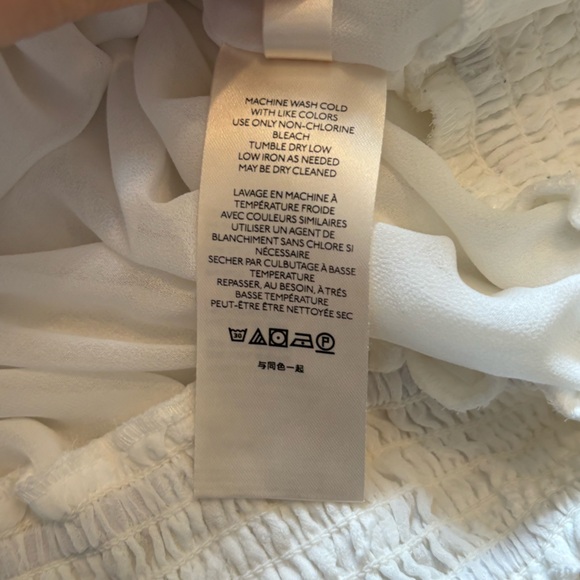 MACHINE WASH COLD
WITH LIKE COLORS
USE ONLY NON-CHLORINE
BLEACH
TUMBLE DRY LOW
LOW IRON AS NEEDED
MAY BE DRY CLEANED
LAVAGE EN MACHINE À
TEMPÉRATURE FROIDE
AVEC COULEURS SIMILAIRES
UTILISER UN AGENT DE
BLANCHIMENT SANS CHLORE SI
NÉCESSAIRE
SECHER PAR CULBUTAGE À BASSE
TEMPERATURE
REPASSER, AU BESOIN, À TRÉS
BASSE TEMPÉRATURE
PEUT-ÊTRE ÊTRE NETTOYÉE SEC
30 P
与同色一起